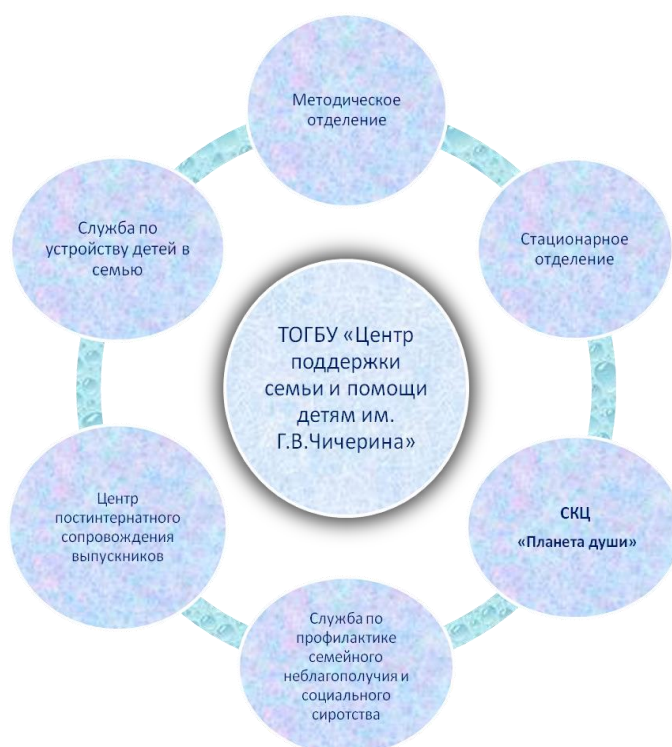 Методическое
отделение
Служба по
устройству детей в
семью
Стационарное
отделение
ТОГБУ «Центр
поддержки
семьи и помощи
детям им.
Г.В.Чичерина»
Центр
постинтернатного
сопровождения
выпускников
СКЦ
«Планета души»
Служба по
профилактике
семейного
неблагополучия и
социального
сиротства